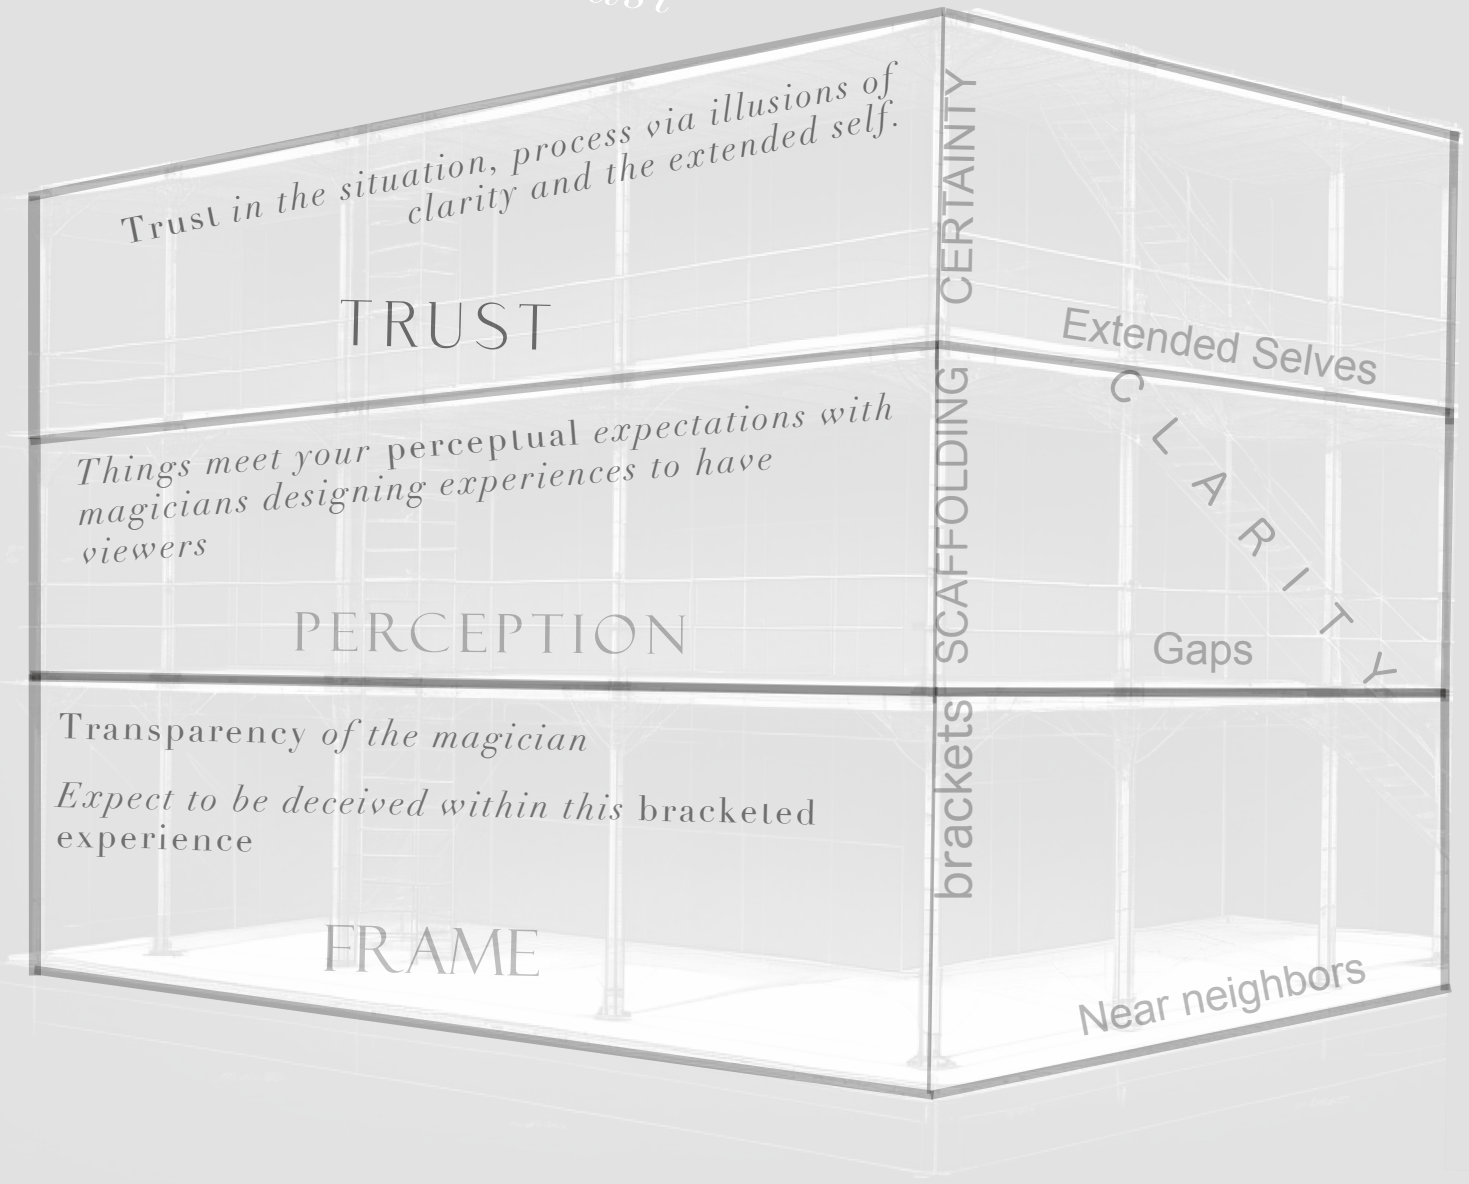 Trust in the situation, process via illusions of
clarity and the extended self.
TRUST
Things meet your perceptual expectations with
magicians designing experiences to have
viewers
PERCEPTION
Transparency of the magician
Expect to be deceived within this bracketed
experience
FRAME
brackets SCAFFOLDING CERTAINTY
Extended Selves
CLARITY
Gaps
Near neighbors